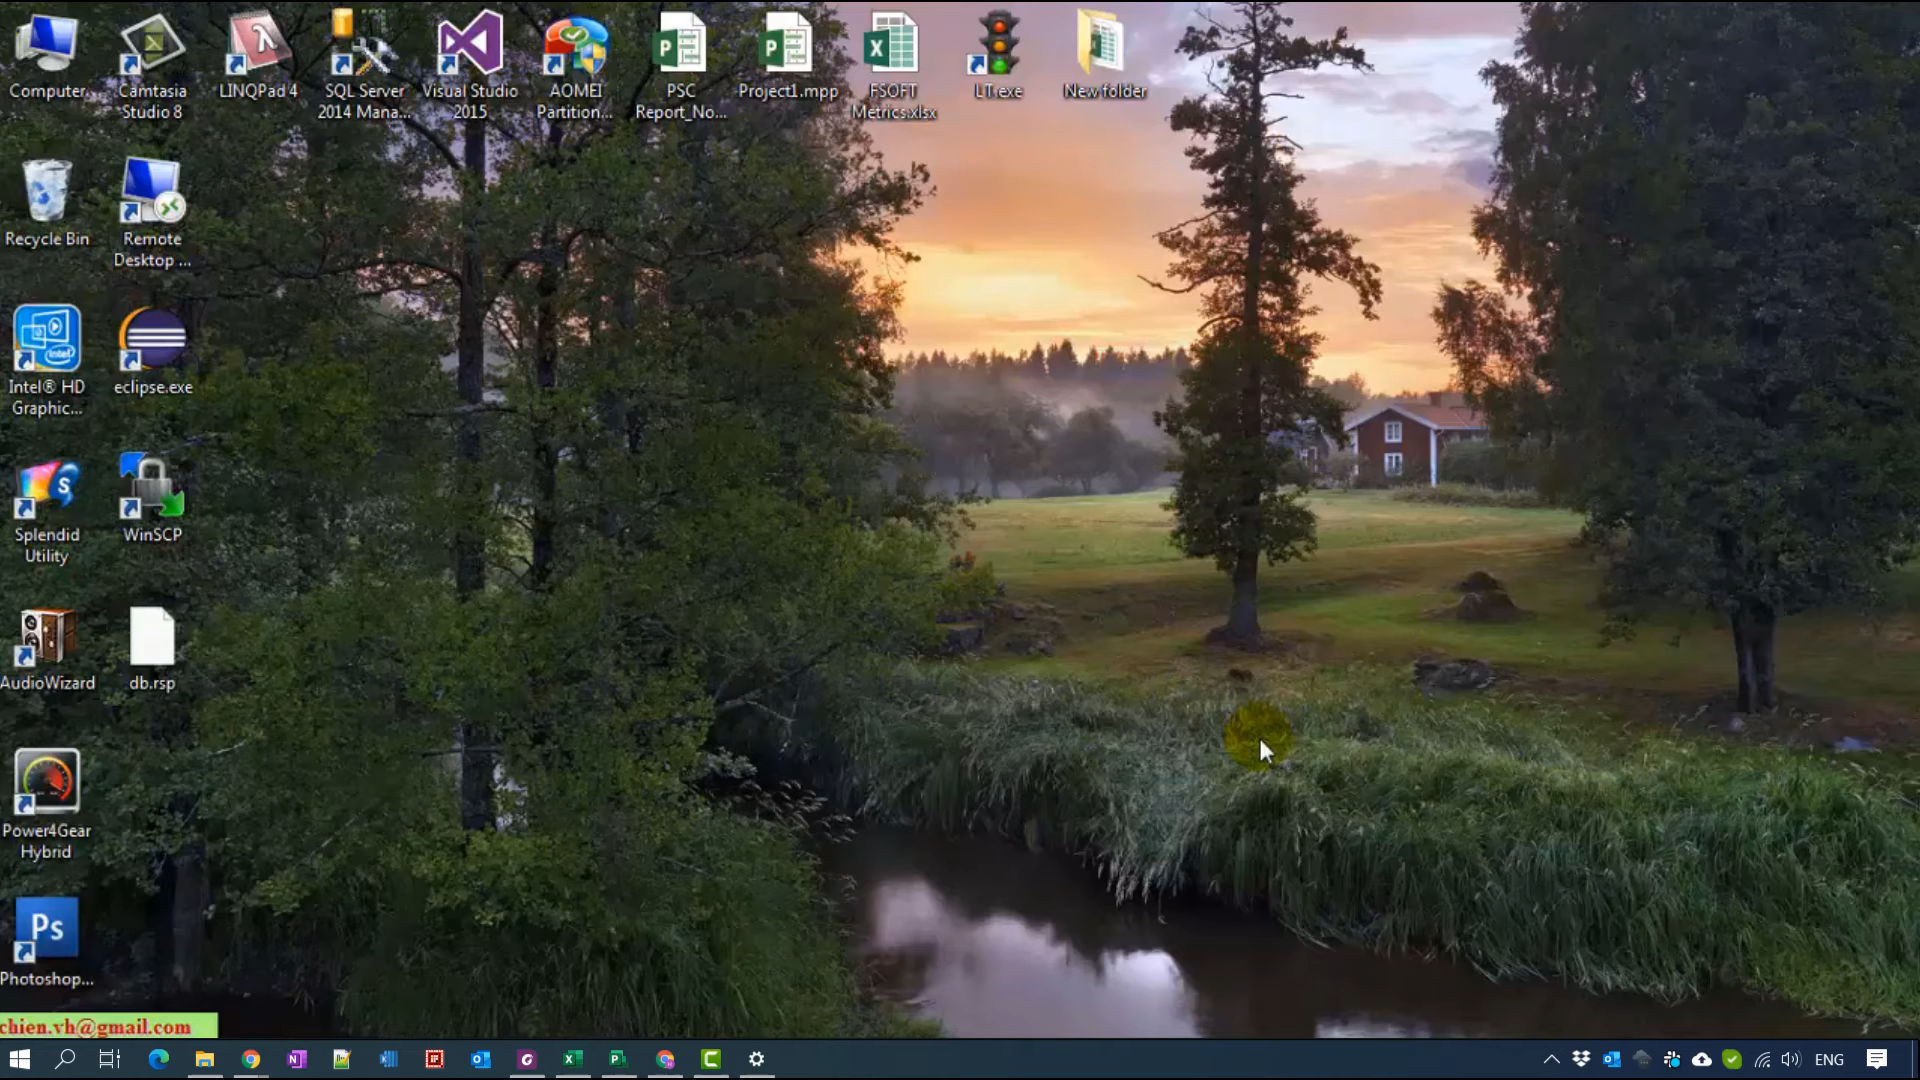 Computer
Camtasia
Studio 8
LINQPad 4
SQL Server
2014 Mana...
Visual Studio
2015
AOMEI
Partition...
PSC
Report_No...
Project1.mpp
FSOFT
Metrics.xlsx
LT.exe
New folder
Recycle Bin
Remote
Desktop ...
Intel® HD
Graphic...
eclipse.exe
Splendid
Utility
WinSCP
AudioWizard
db.rsp
Power4Gear
Hybrid
Ps
Photoshop...
chien.vh@gmail.com
ENG